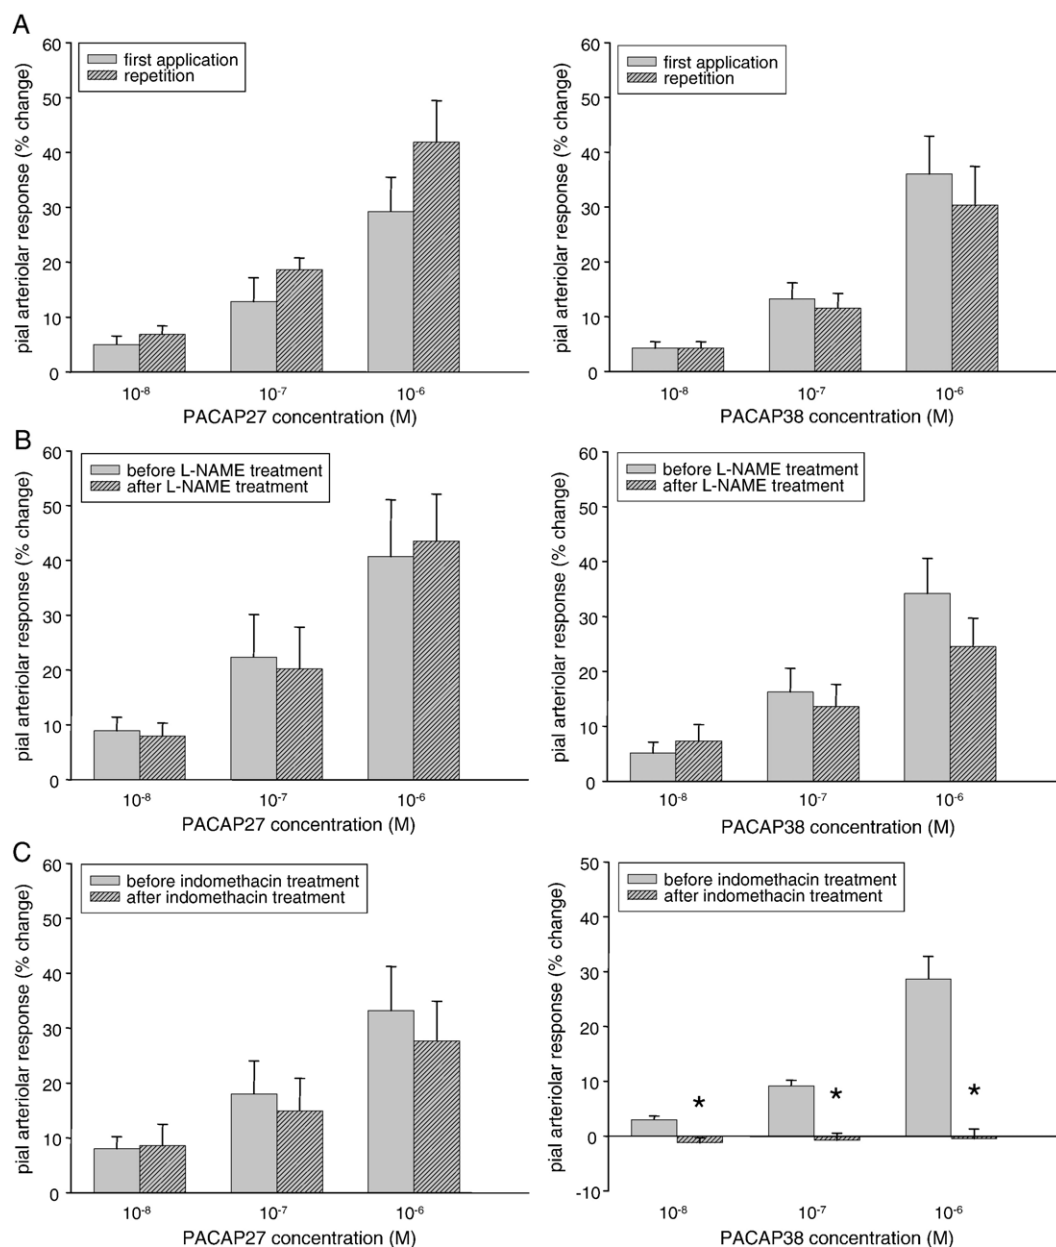 A
pial arteriolar response (% change)
60
50
40
30
20
10
0
first application
repetition
10-8
10-7
10-6
PACAP27 concentration (M)
pial arteriolar response (% change)
60
50
40
30
20
10
0
first application
repetition
10-8
10-7
10-6
PACAP38 concentration (M)
B
pial arteriolar response (% change)
60
50
40
30
20
10
0
before L-NAME treatment
after L-NAME treatment
10-8
10-7
10-6
PACAP27 concentration (M)
pial arteriolar response (% change)
60
50
40
30
20
10
0
before L-NAME treatment
after L-NAME treatment
10-8
10-7
10-6
PACAP38 concentration (M)
C
pial arteriolar response (% change)
60
50
40
30
20
10
0
before indomethacin treatment
after indomethacin treatment
10-8
10-7
10-6
PACAP27 concentration (M)
pial arteriolar response (% change)
50
40
30
20
10
0
-10
before indomethacin treatment
after indomethacin treatment
*
*
*
10-8
10-7
10-6
PACAP38 concentration (M)